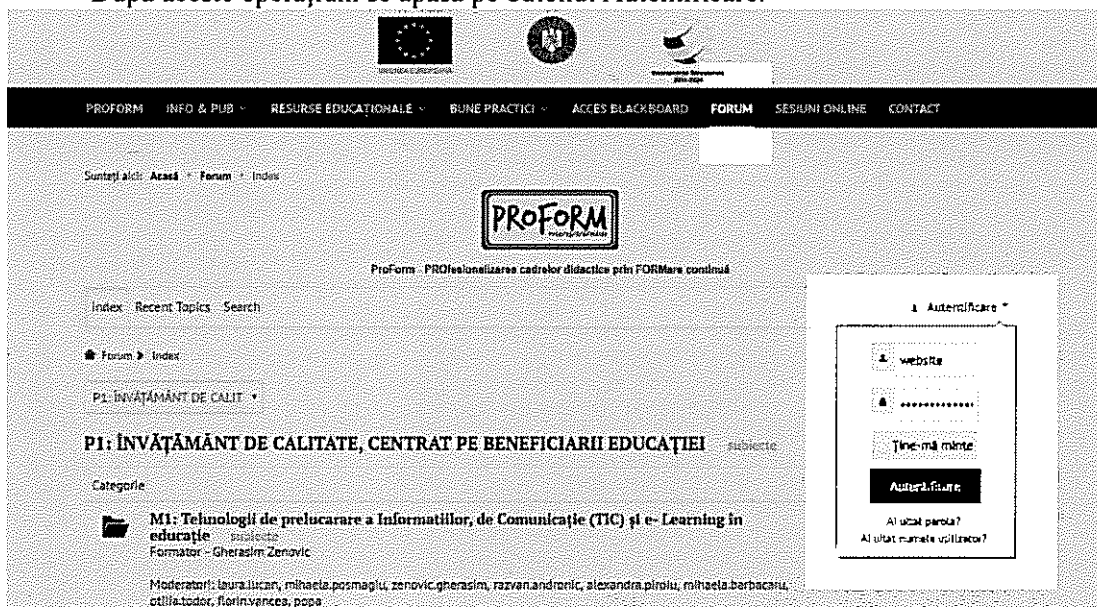 După aceste operațiuni se apasă pe butonul Autentificare.
UNIUNEA EUROPEANĂ
PROFORM INFO & PUB RESURSE EDUCAȚIONALE BUNE PRACTICI ACCES BLACKBOARD FORUM SESIUNI ONLINE CONTACT
Sunteți aici: Acasă Forum Index
PROFORM
ProForm - PROfesionalizarea cadrelor didactice prin FORMare continuă
Index Recent Topics Search
Autentificare
Forum Index
website
P1: ÎNVĂȚĂMÂNT DE CALIT
P1: ÎNVĂȚĂMÂNT DE CALITATE, CENTRAT PE BENEFICIARII EDUCAȚIEI subiecte
Ține-mă minte
Categorie
Autentificare
M1: Tehnologii de prelucarare a Informatiilor, de Comunicație (TIC) și e- Learning în
educație subiecte
Formator - Gherasim Zenovic
Ai uitat parola?
Ai uitat numele utilizator?
Moderatori: laura.lucan, mihaela.posmagiu, zenovic.gherasim, razvan.andronic, alexandra.piroiu, mihaela.barbacaru,
otilia.todor, florin.vancea, popa